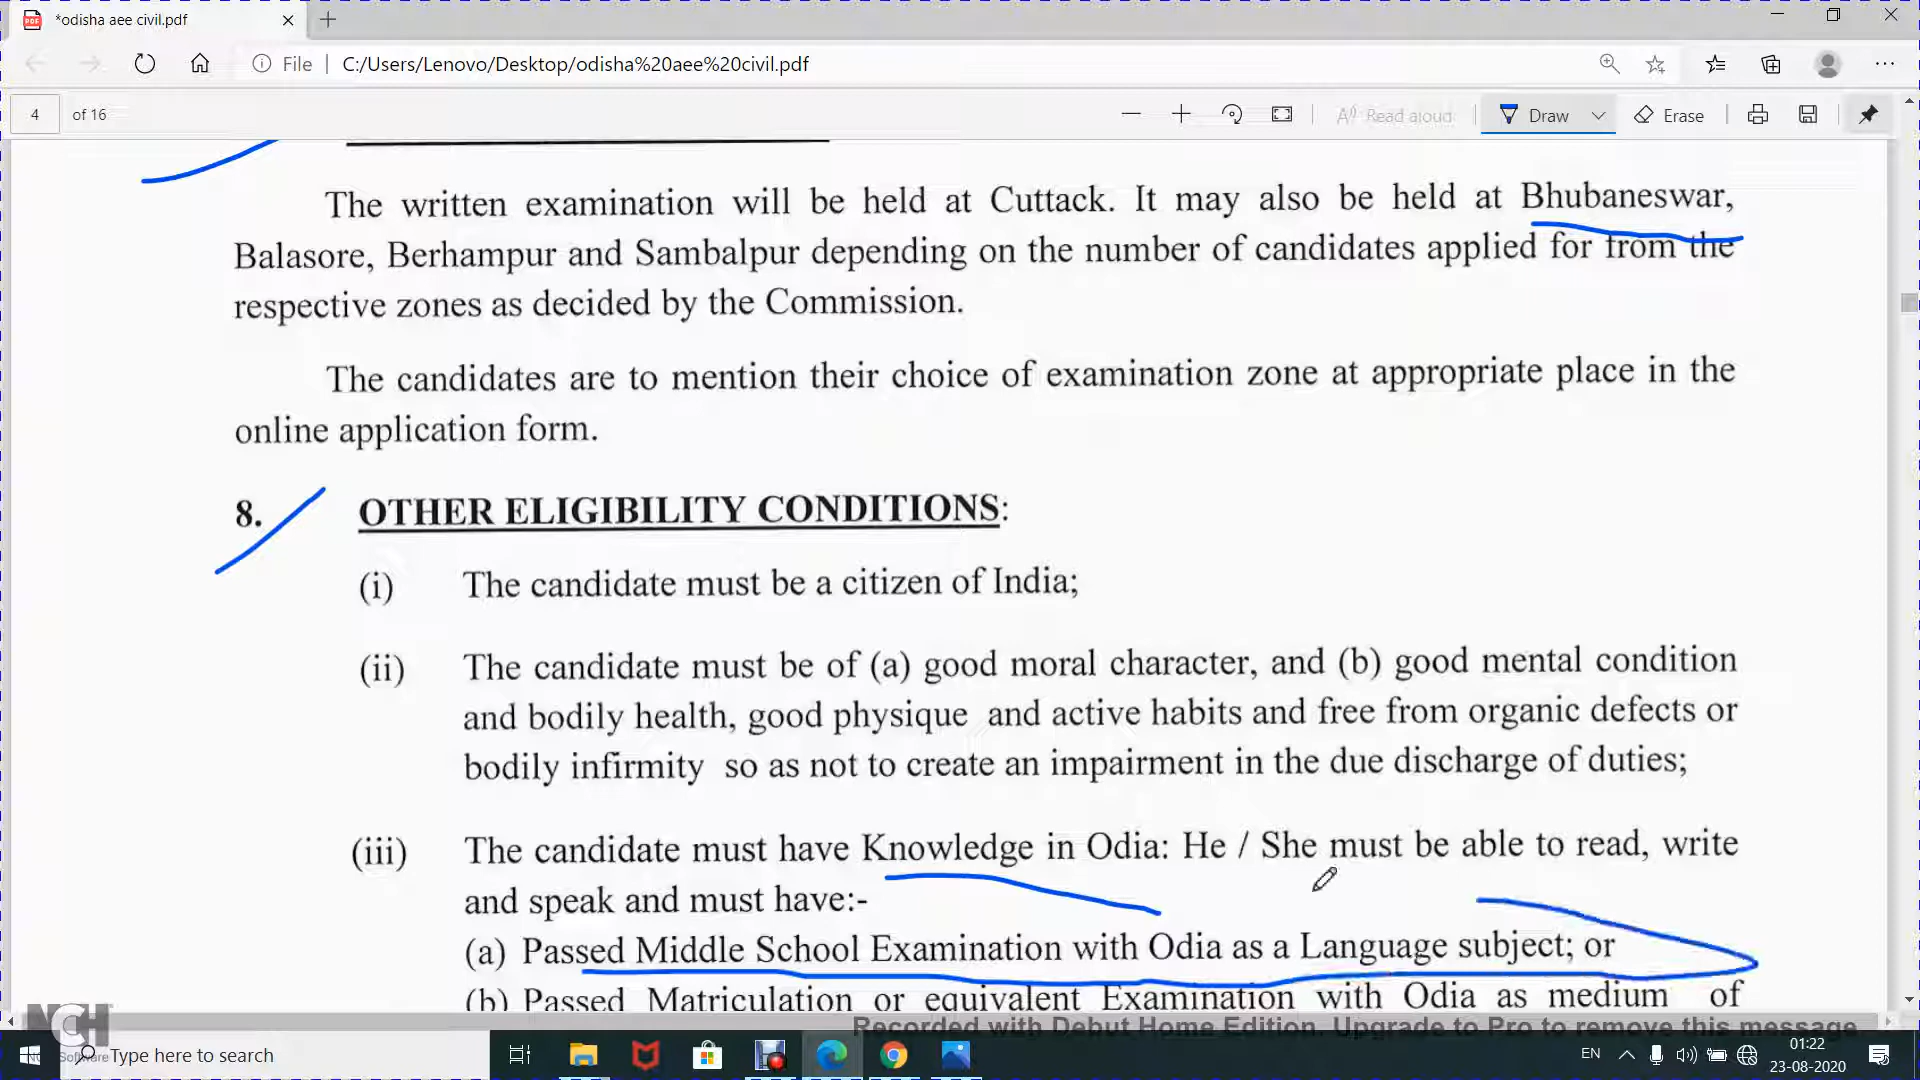 *odisha aee civil.pdf
File
C:/Users/Lenovo/Desktop/odisha%20aee%20civil.pdf
4 of 16
Read aloud
Draw
Erase
The written examination will be held at Cuttack. It may also be held at Bhubaneswar,
Balasore, Berhampur and Sambalpur depending on the number of candidates applied for from the
respective zones as decided by the Commission.
The candidates are to mention their choice of examination zone at appropriate place in the
online application form.
8. OTHER ELIGIBILITY CONDITIONS:
(i) The candidate must be a citizen of India;
(ii) The candidate must be of (a) good moral character, and (b) good mental condition
and bodily health, good physique and active habits and free from organic defects or
bodily infirmity so as not to create an impairment in the due discharge of duties;
(iii) The candidate must have Knowledge in Odia: He / She must be able to read, write
and speak and must have:-
(a) Passed Middle School Examination with Odia as a Language subject; or
(b) Passed Matriculation or equivalent Examination with Odia as medium of
NCH
Software
Recorded with Debut Home Edition. Upgrade to Pro to remove this message
Type here to search
EN
01:22
23-08-2020